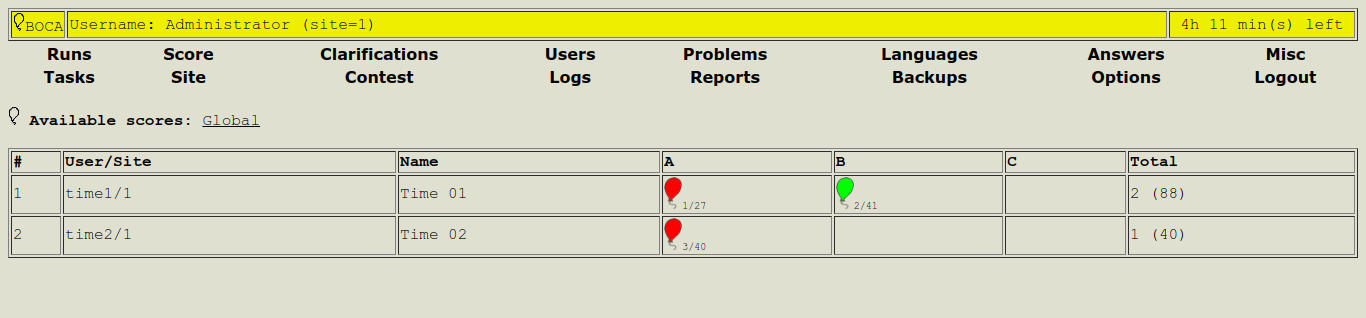 BOCA Username: Administrator (site=1) 4h 11 min(s) left
Runs Score Clarifications Users Problems Languages Answers Misc
Tasks Site Contest Logs Reports Backups Options Logout
Available scores: Global
# User/Site Name A B C Total
1 time1/1 Time 01 1/27 2/41 2 (88)
2 time2/1 Time 02 3/40 1 (40)